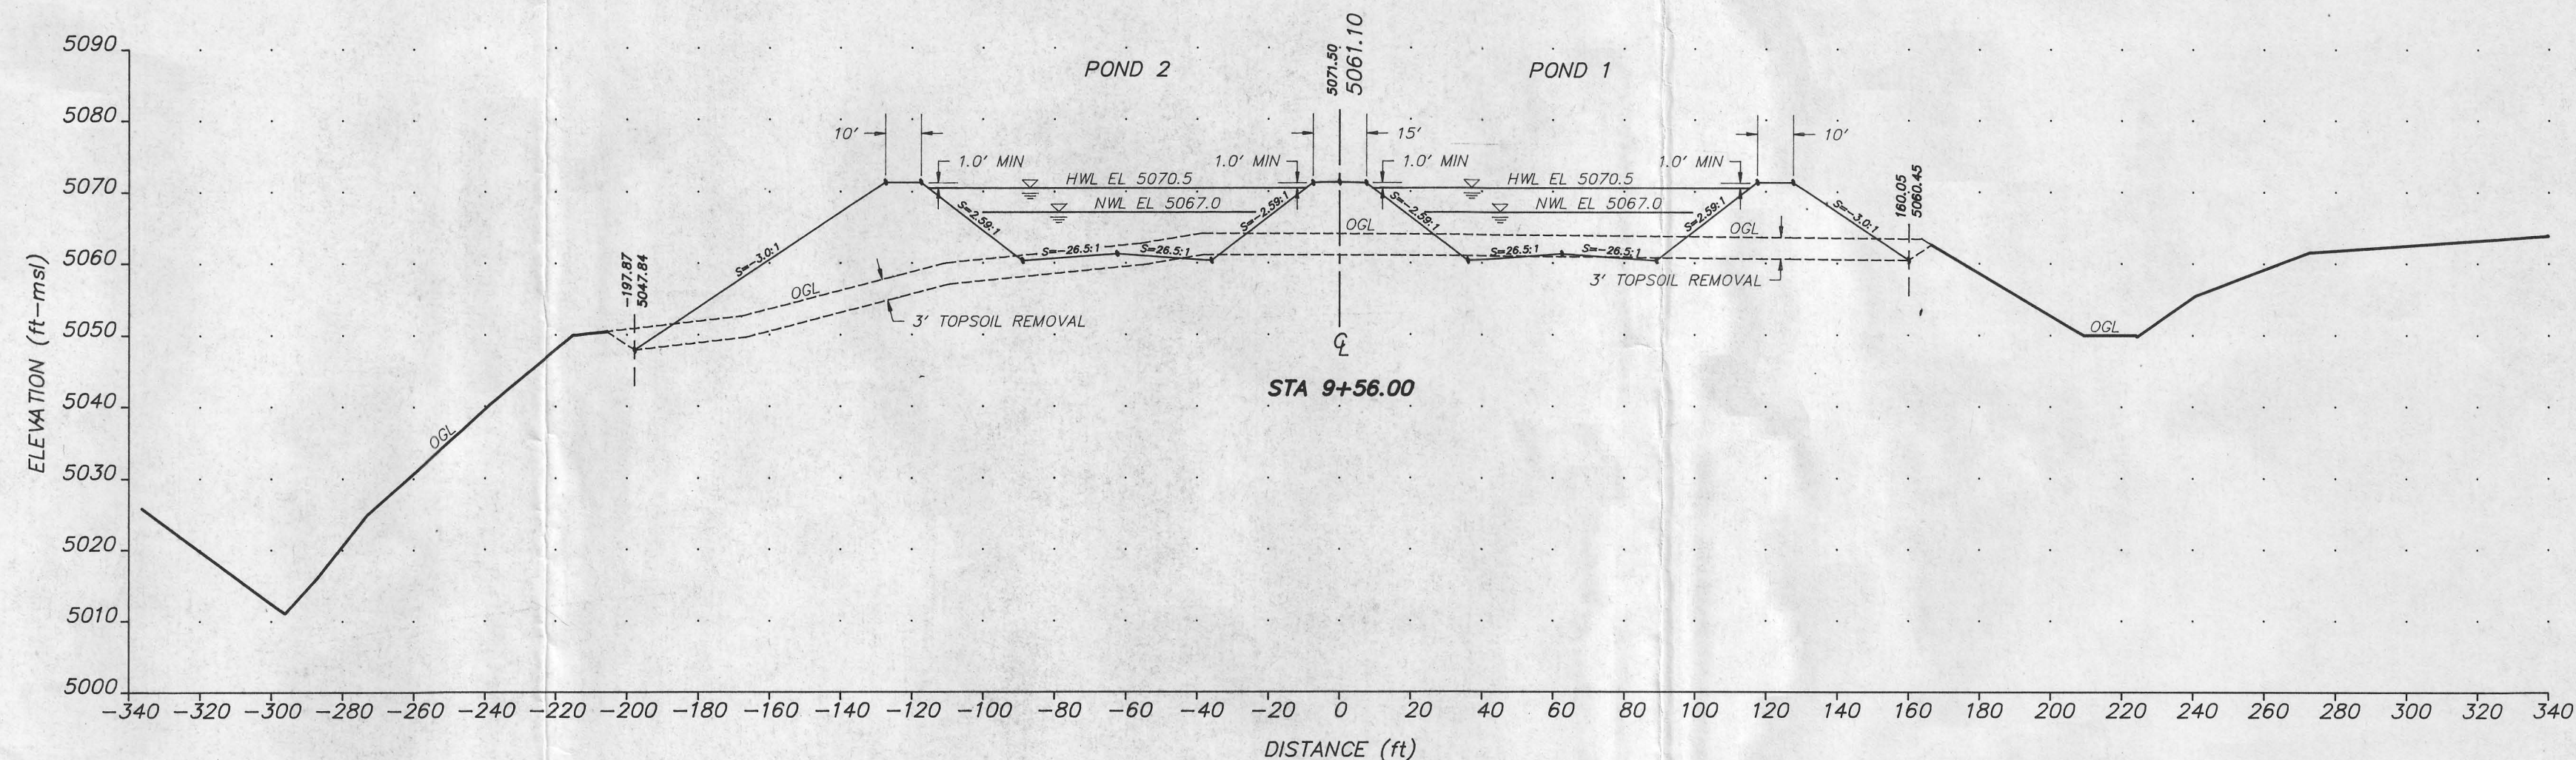 5090
5080
5070
5060
5050
5040
5030
5020
5010
5000
ELEVATION (ft-msl)
POND 2
5071.50
5061.10
POND 1
10'
15'
10'
1.0' MIN
1.0' MIN
1.0' MIN
1.0' MIN
HWL EL 5070.5
HWL EL 5070.5
NWL EL 5067.0
NWL EL 5067.0
S=-3.0:1
S=2.59:1
S=-26.5:1
S=26.5:1
S=-2.59:1
OGL
S=-2.59:1
S=26.5:1
S=-26.5:1
S=2.59:1
OGL
S=-3.0:1
160.05
5060.45
-197.87
5047.84
OGL
3' TOPSOIL REMOVAL
3' TOPSOIL REMOVAL
OGL
OGL
℄
STA 9+56.00
-340 -320 -300 -280 -260 -240 -220 -200 -180 -160 -140 -120 -100 -80 -60 -40 -20 0 20 40 60 80 100 120 140 160 180 200 220 240 260 280 300 320 340
DISTANCE (ft)